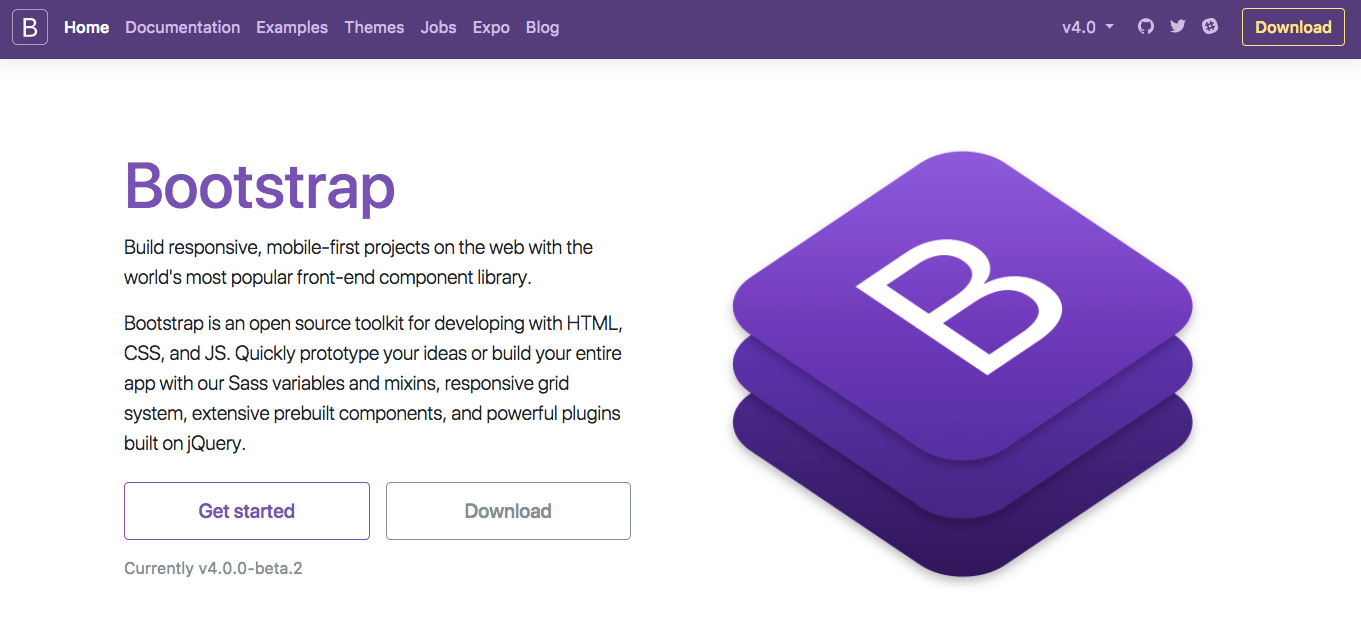 B Home Documentation Examples Themes Jobs Expo Blog v4.0 Download
Bootstrap
Build responsive, mobile-first projects on the web with the
world's most popular front-end component library.
Bootstrap is an open source toolkit for developing with HTML,
CSS, and JS. Quickly prototype your ideas or build your entire
app with our Sass variables and mixins, responsive grid
system, extensive prebuilt components, and powerful plugins
built on jQuery.
Get started Download
Currently v4.0.0-beta.2
B